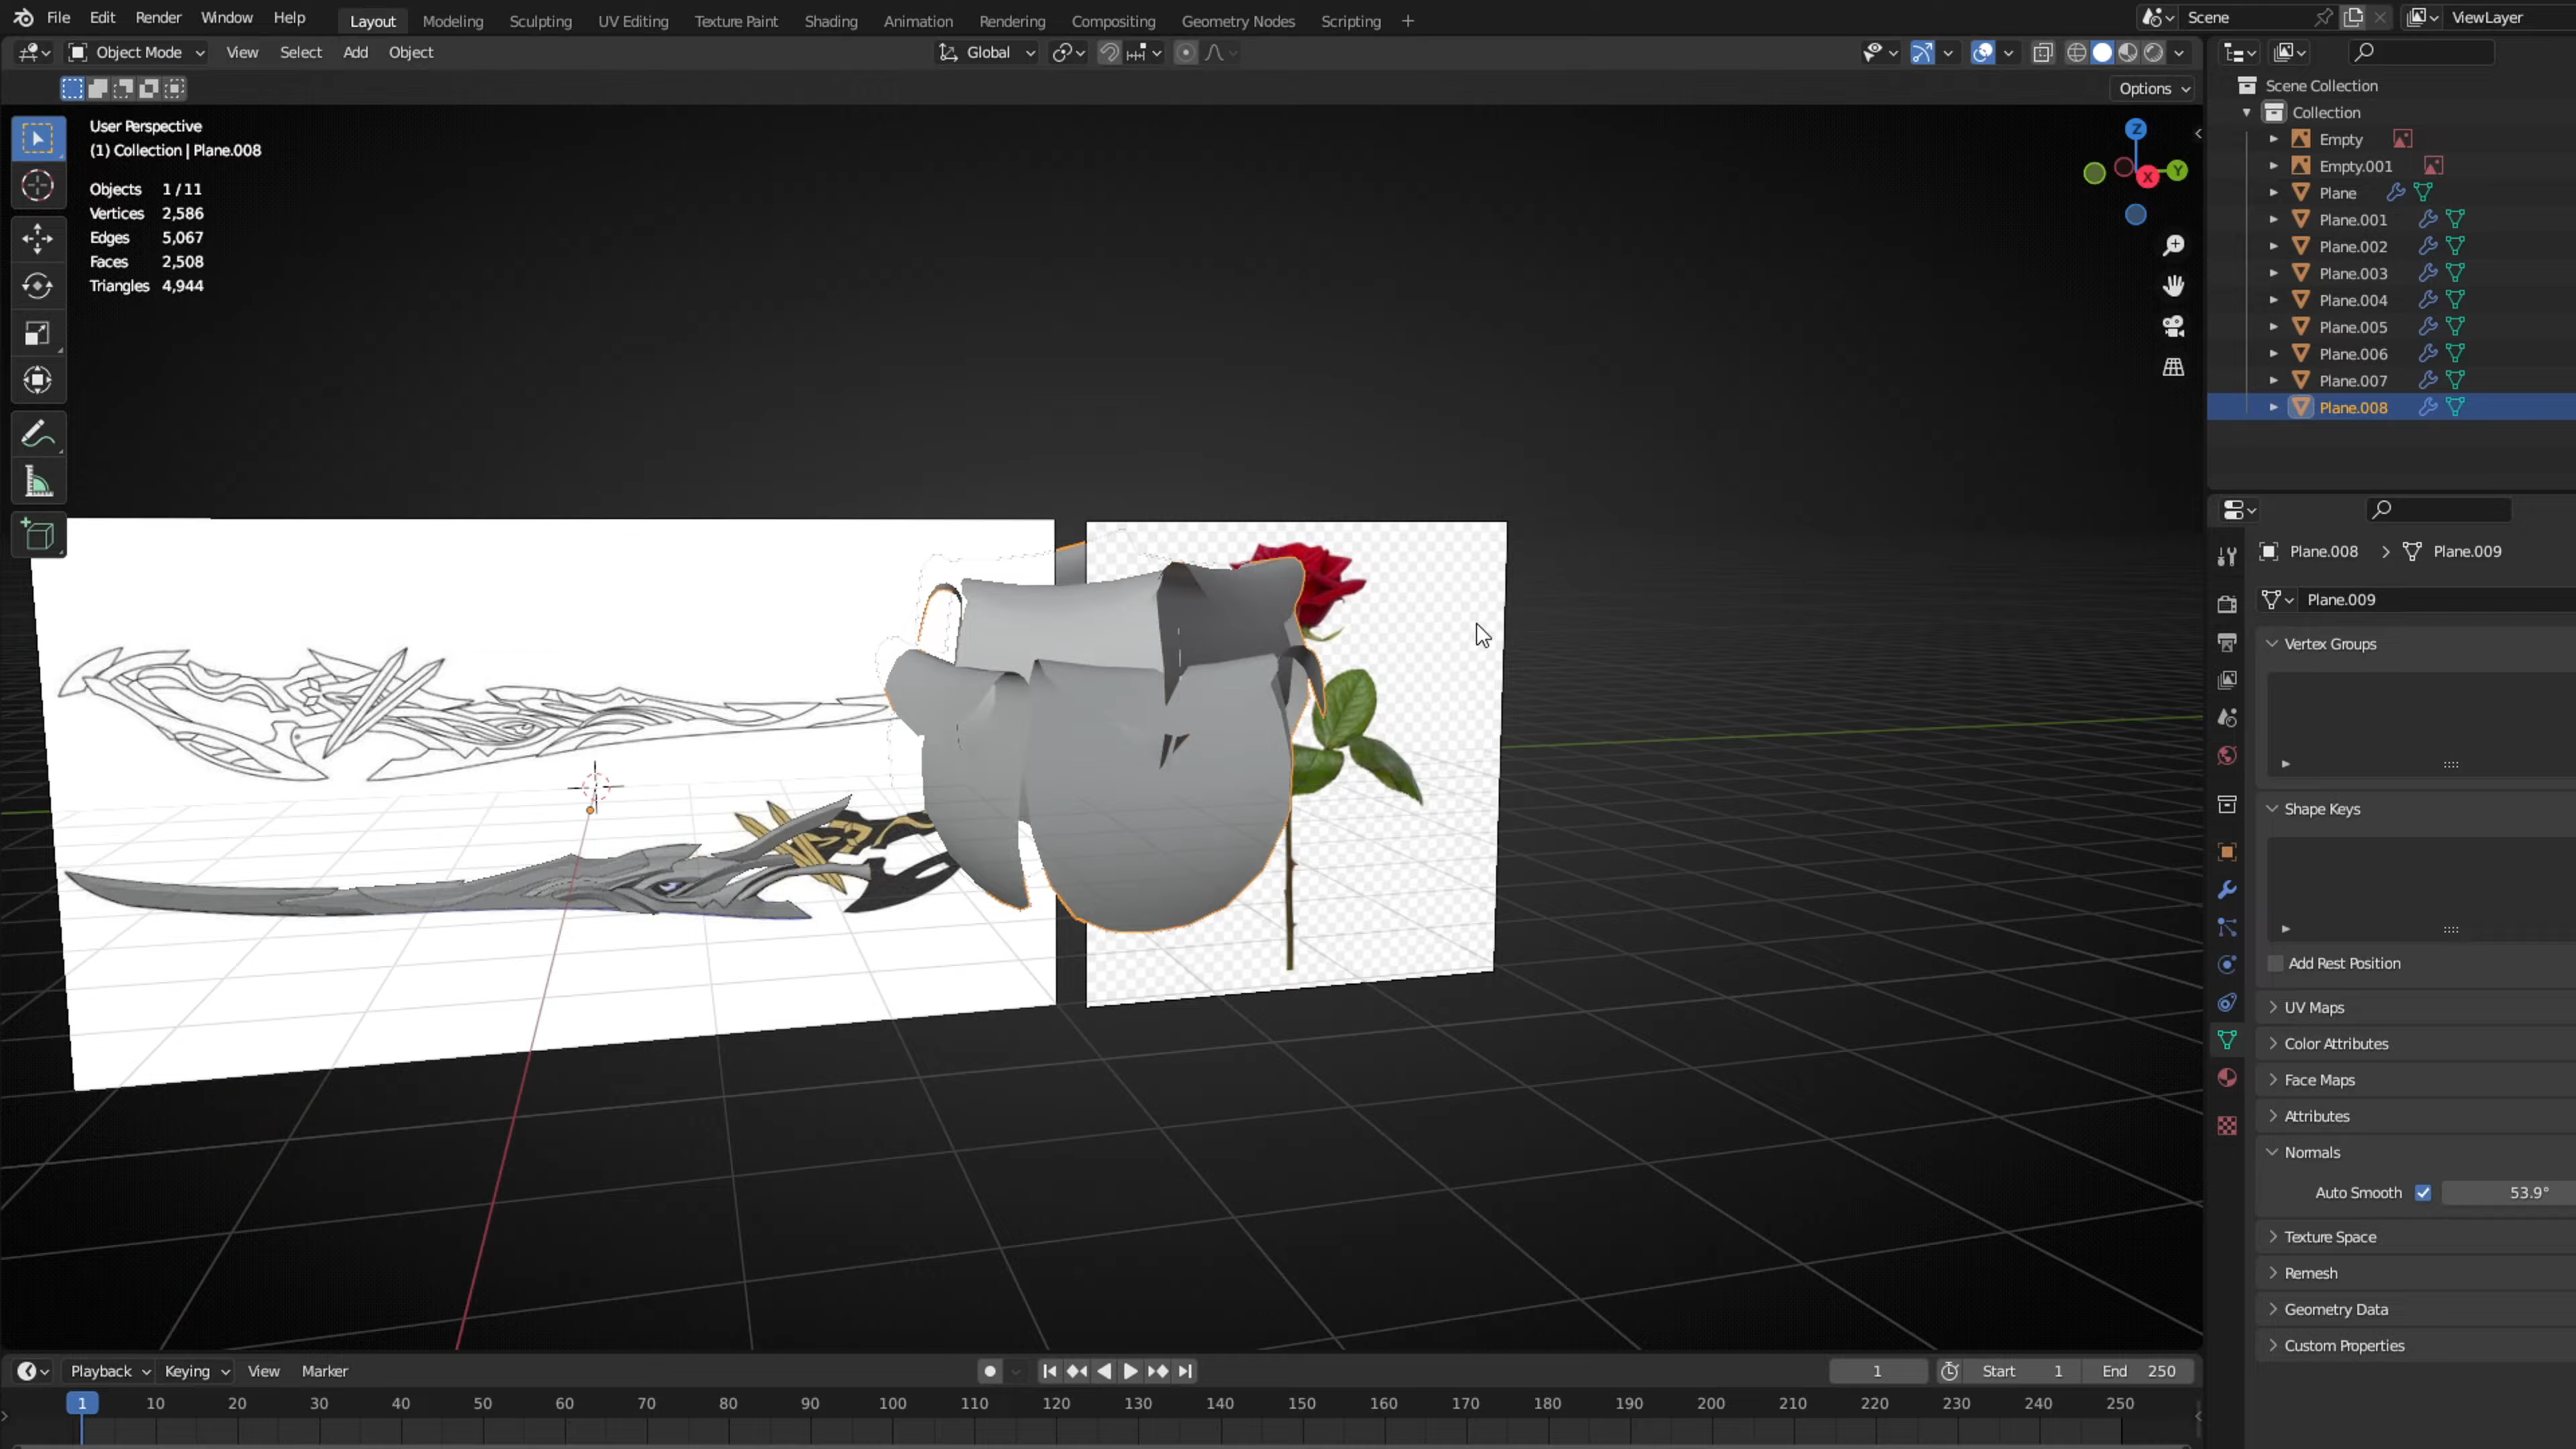 File Edit Render Window Help Layout Modeling Sculpting UV Editing Texture Paint Shading Animation Rendering Compositing Geometry Nodes Scripting + Scene ViewLayer
Object Mode View Select Add Object Global
Options
User Perspective
(1) Collection | Plane.008
Objects 1 / 11
Vertices 2,586
Edges 5,067
Faces 2,508
Triangles 4,944
Z
Y
X
Scene Collection
Collection
Empty
Empty.001
Plane
Plane.001
Plane.002
Plane.003
Plane.004
Plane.005
Plane.006
Plane.007
Plane.008
Plane.008 > Plane.009
Plane.009
Vertex Groups
Shape Keys
Add Rest Position
UV Maps
Color Attributes
Face Maps
Attributes
Normals
Auto Smooth 53.9°
Texture Space
Remesh
Geometry Data
Custom Properties
Playback Keying View Marker 1 Start 1 End 250
1 10 20 30 40 50 60 70 80 90 100 110 120 130 140 150 160 170 180 190 200 210 220 230 240 250